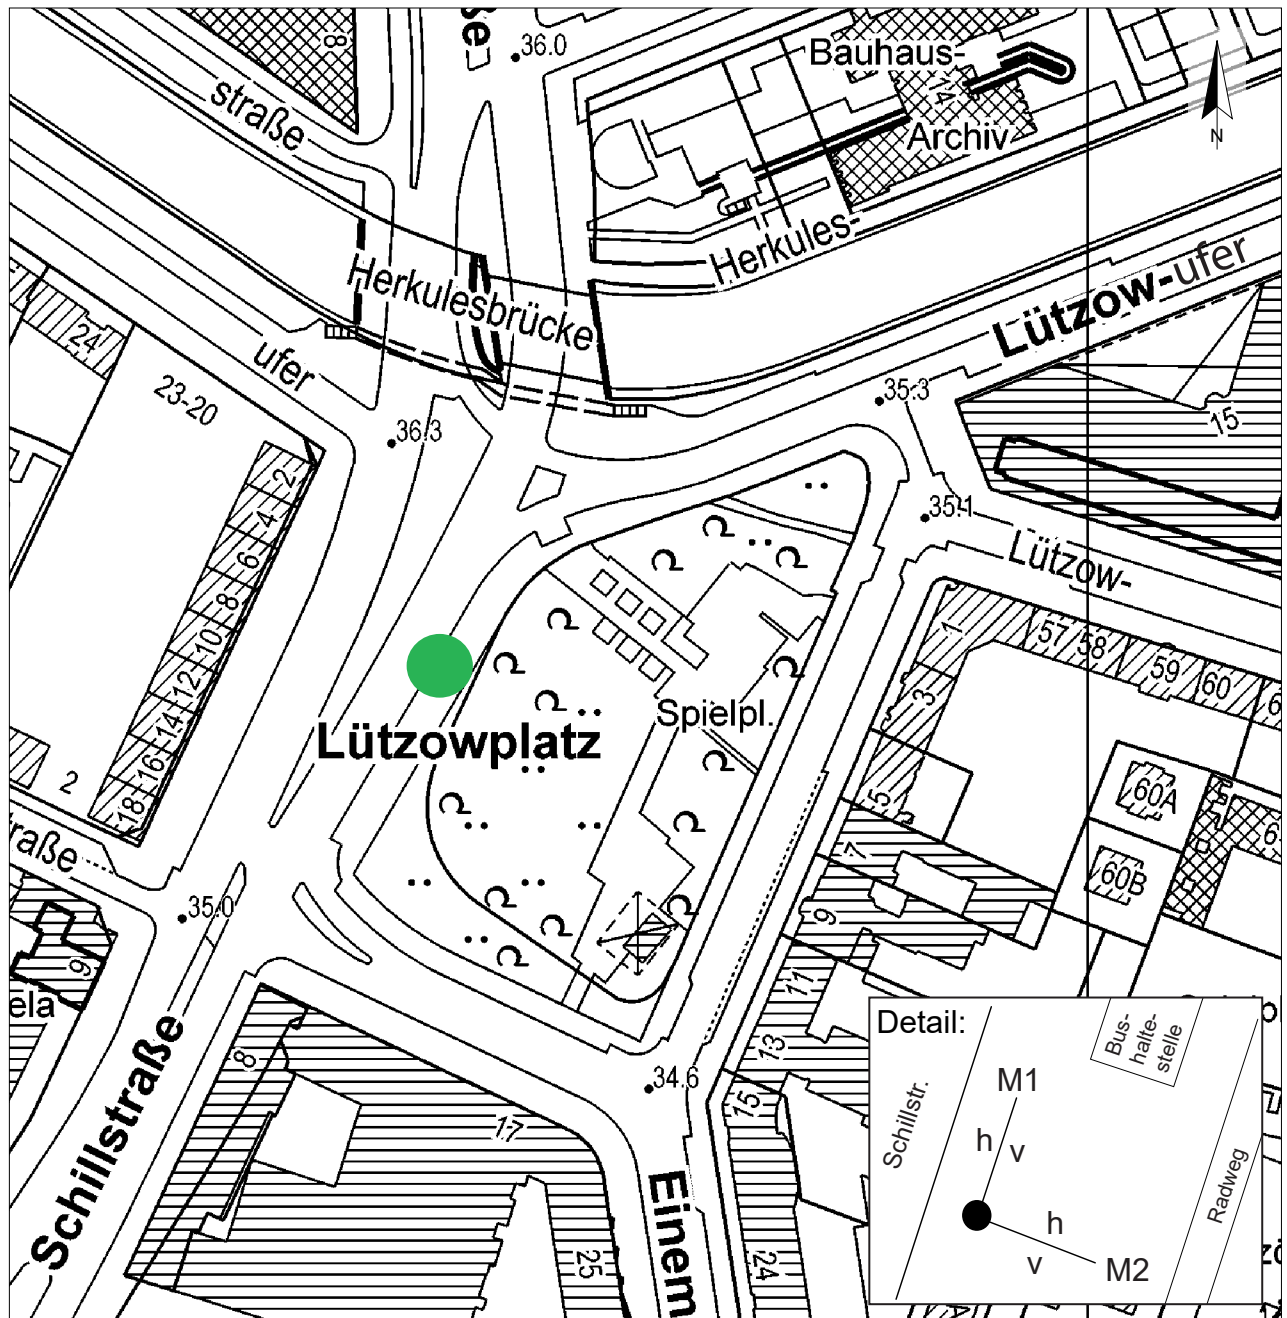 ße
36.0
8
straße
Bauhaus-
14
Archiv
N
Herkules-
Herkulesbrücke
Lützow-ufer
24
ufer
23-20
36.3
35.3
15
35.1
Lützow-
2
4
6
8
10
12
14
16
18
2
1
57
58
59
60
6
3
5
Spielpl.
Lützowplatz
60A
60B
6
7
9
11
13
15
raße
35.0
9
ela
8
17
34.6
Schillstraße
25
Einem
24
Detail:
Bus-
halte-
stelle
Schillstr.
M1
h
v
h
v
M2
Radweg